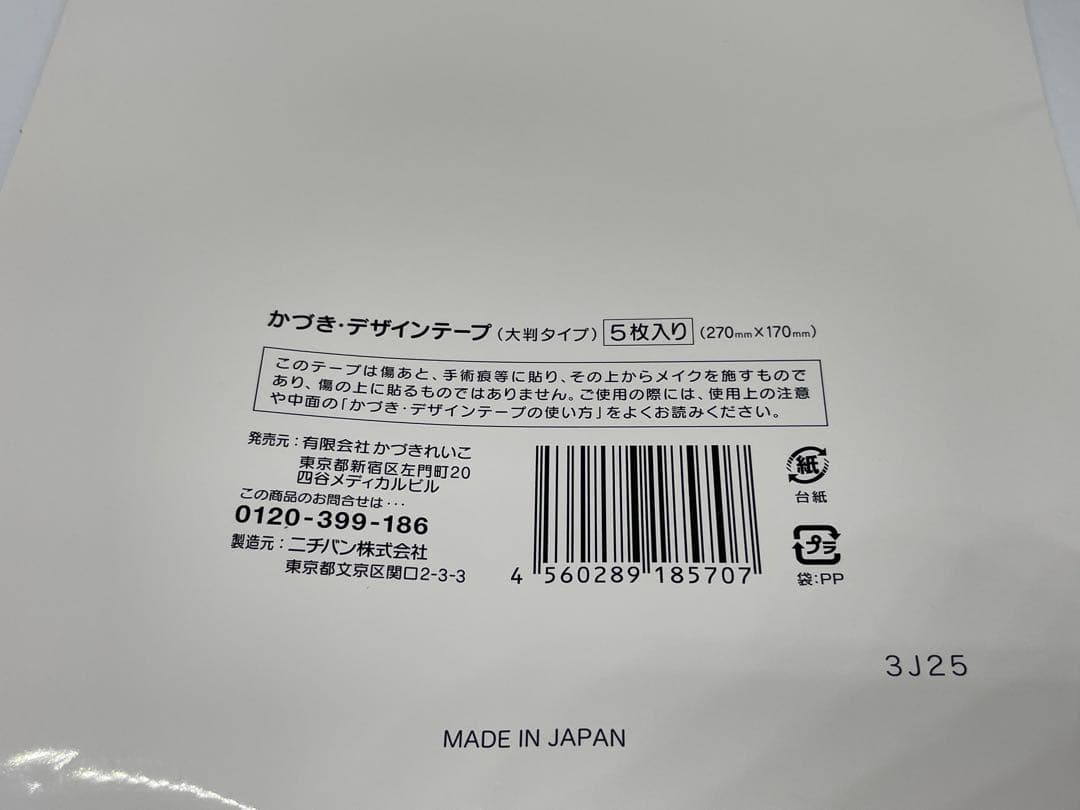 かづき・デザインテープ（大判タイプ） 5枚入り （270mm×170mm）
このテープは傷あと、手術痕等に貼り、その上からメイクを施すもので
あり、傷の上に貼るものではありません。ご使用の際には、使用上の注意
や中面の「かづき・デザインテープの使い方」をよくお読みください。
発売元：有限会社かづきれいこ
東京都新宿区左門町20
四谷メディカルビル
この商品のお問合せは・・・
0120-399-186
製造元：ニチバン株式会社
東京都文京区関口2-3-3
4 560289 185707
紙
台紙
プラ
袋:PP
3J25
MADE IN JAPAN